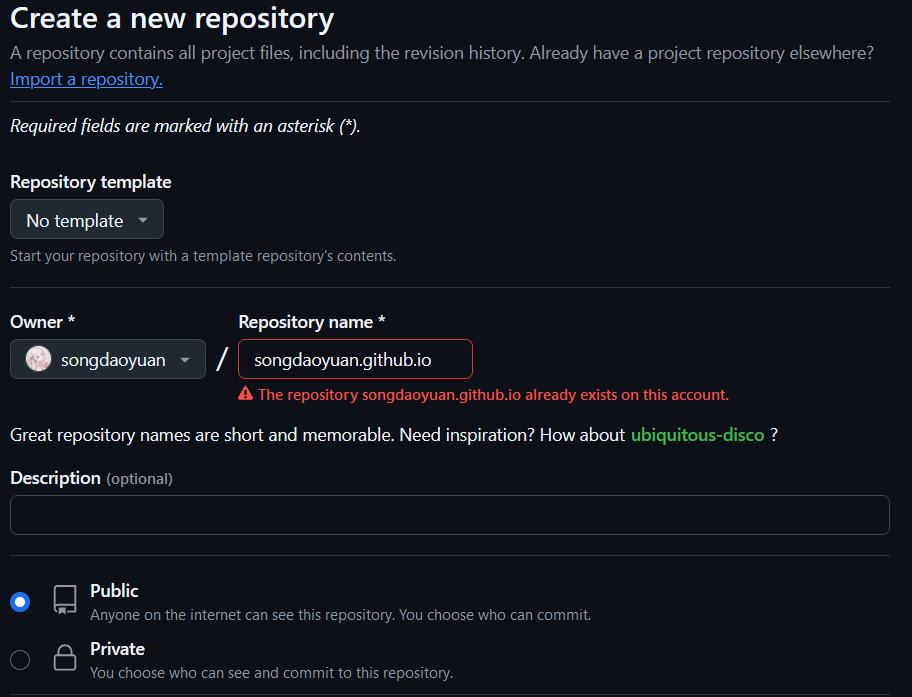 Create a new repository
A repository contains all project files, including the revision history. Already have a project repository elsewhere?
Import a repository.
Required fields are marked with an asterisk (*).
Repository template
No template
Start your repository with a template repository's contents.
Owner *
Repository name *
songdaoyuan
/
songdaoyuan.github.io
The repository songdaoyuan.github.io already exists on this account.
Great repository names are short and memorable. Need inspiration? How about ubiquitous-disco ?
Description (optional)
Public
Anyone on the internet can see this repository. You choose who can commit.
Private
You choose who can see and commit to this repository.